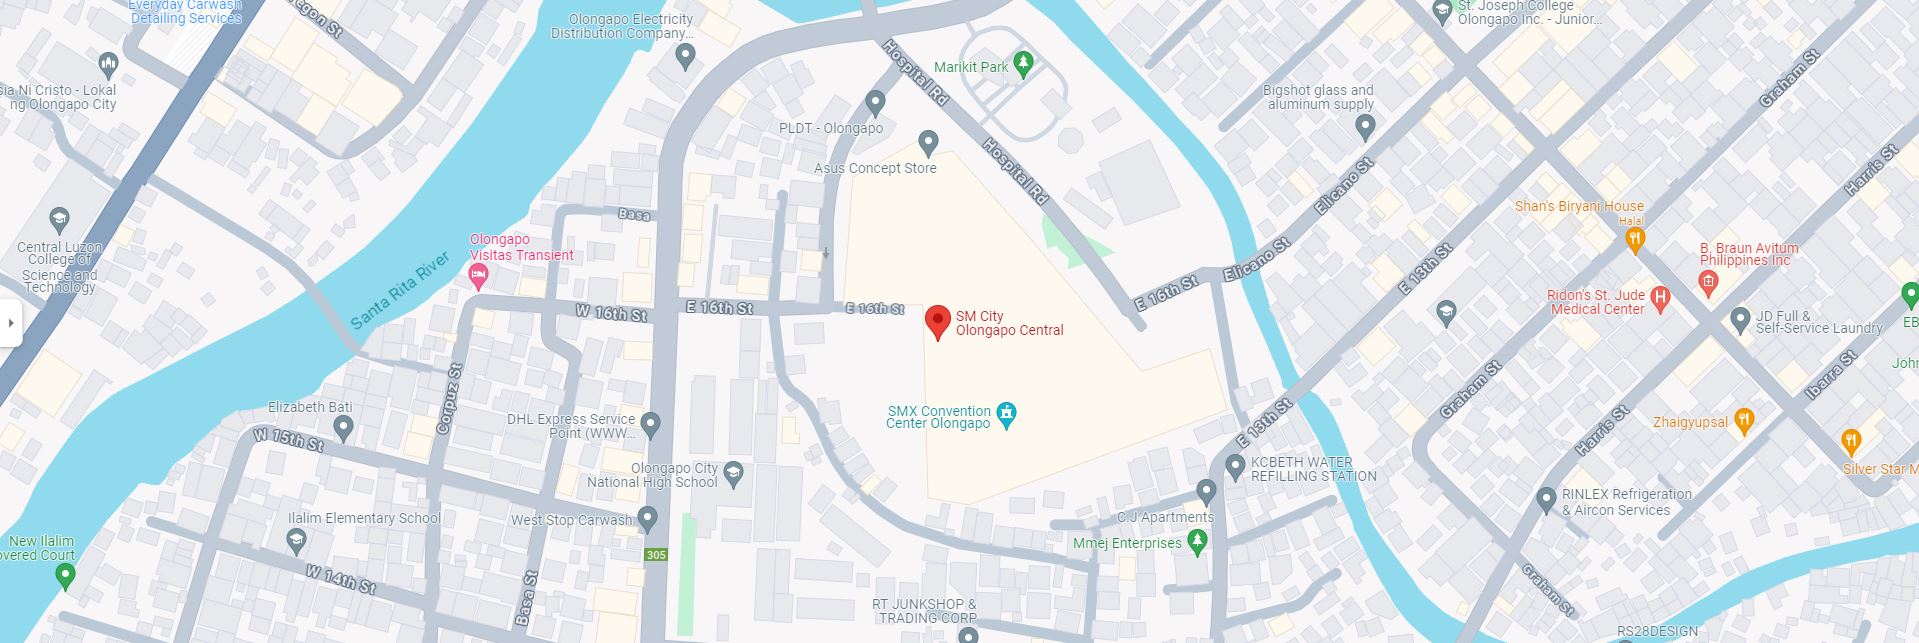 Everyday Carwash
Detailing Services
Olongapo Electricity
Distribution Company...
St. Joseph College
Olongapo Inc. - Junior...
Hospital Rd
Marikit Park
Graham St
Ni Cristo - Lokal
ng Olongapo City
Bigshot glass and
aluminum supply
PLDT - Olongapo
Asus Concept Store
Hospital Rd
Elicano St
Harris St
Basa
Shan's Biryani House
Halal
Central Luzon
College of
Science and
Technology
Olongapo
Visitas Transient
Elicano St
E 13th St
B. Braun Avitum
Philippines Inc
Santa Rita River
W 16th St
E 16th St
E 16th St
E 16th St
SM City
Olongapo Central
Ridon's St. Jude
Medical Center
JD Full &
Self-Service Laundry
EB
John
Corpuz St
Graham St
Ibarra St
Elizabeth Bati
DHL Express Service
Point (WWW...
SMX Convention
Center Olongapo
E 13th St
Harris St
Zhaigyupsal
W 15th St
Olongapo City
National High School
KCBETH WATER
REFILLING STATION
Silver Star M
RINLEX Refrigeration
& Aircon Services
Ilalim Elementary School
West Stop Carwash
C.J Apartments
New Ilalim
overed Court
305
Mmej Enterprises
W 14th St
Basa St
Graham St
RT JUNKSHOP &
TRADING CORP
RS28DESIGN